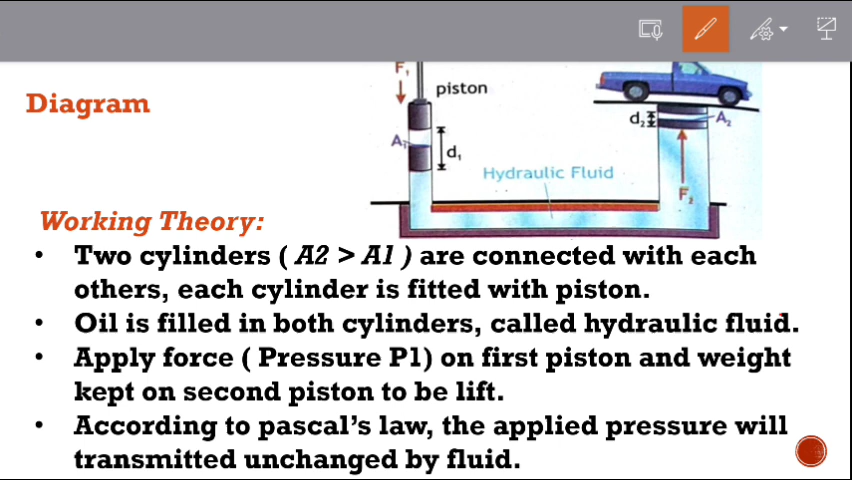 F₁
piston
Diagram
d₂
A₂
A₁
d₁
Hydraulic Fluid
F₂
Working Theory:
• Two cylinders ( A2 > A1 ) are connected with each
others, each cylinder is fitted with piston.
• Oil is filled in both cylinders, called hydraulic fluid.
• Apply force ( Pressure P1) on first piston and weight
kept on second piston to be lift.
• According to pascal's law, the applied pressure will
transmitted unchanged by fluid.